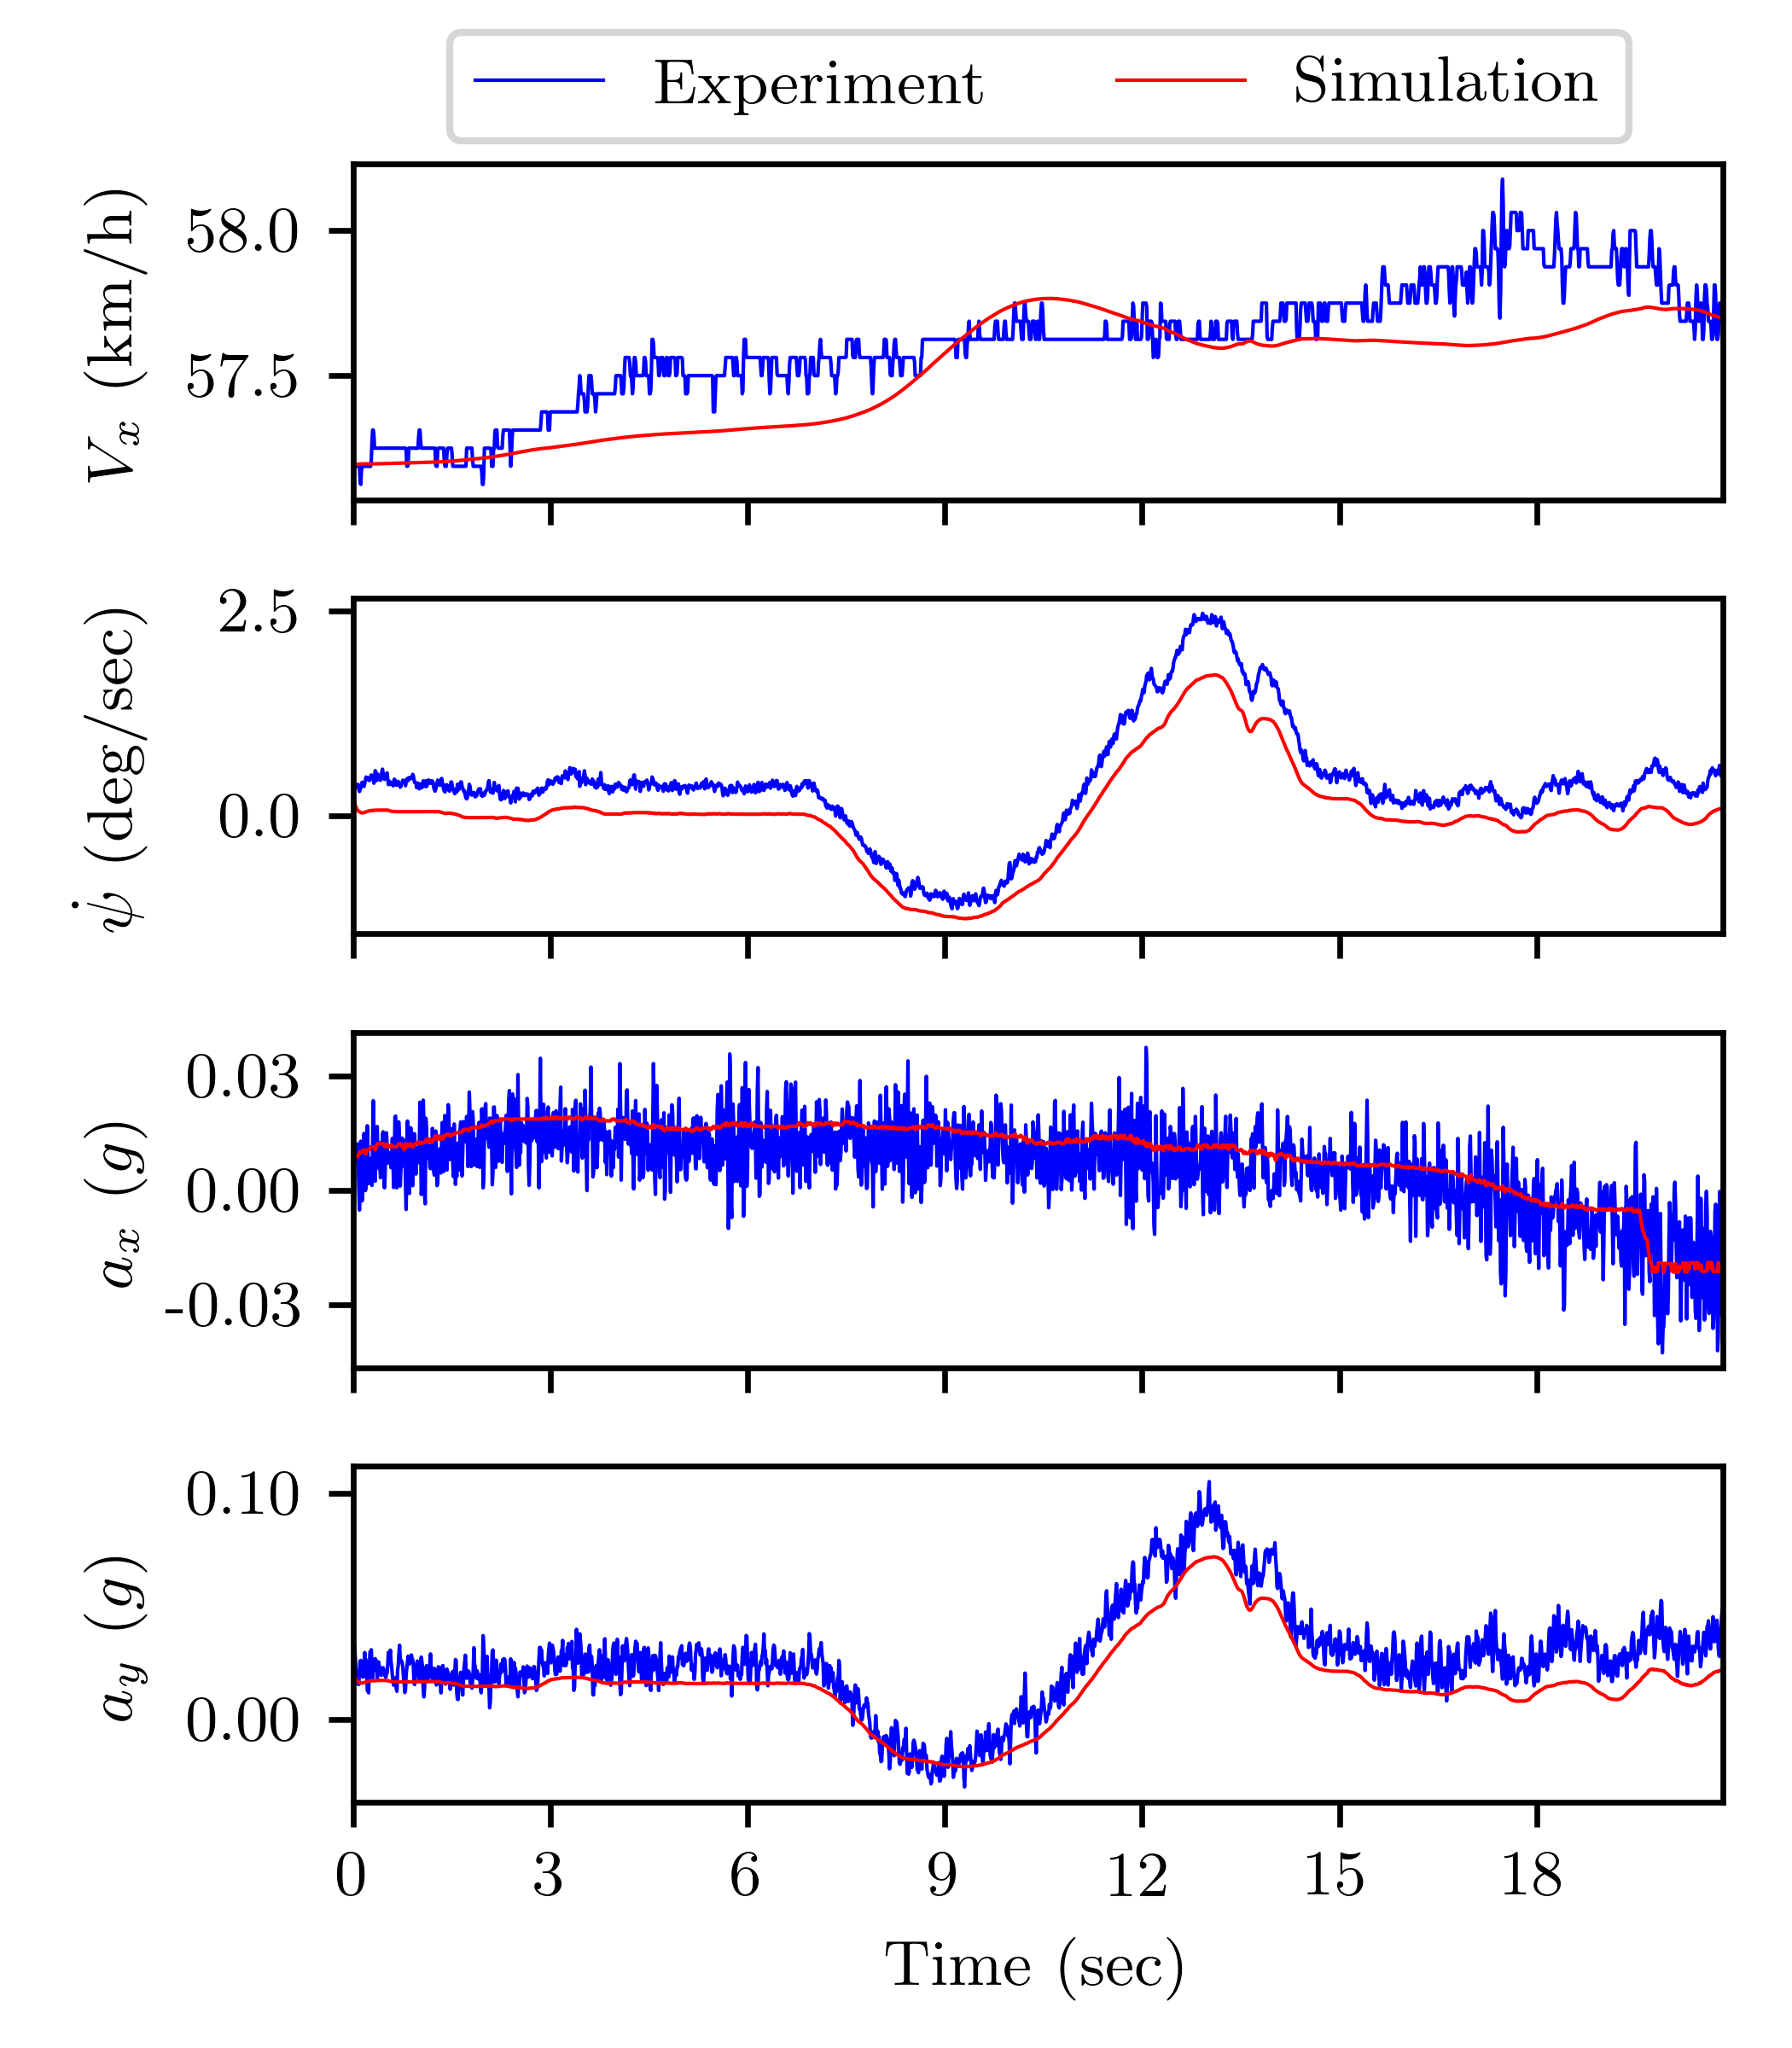 Experiment Simulation
58.0
57.5
V_x (km/h)
2.5
0.0
ψ̇ (deg/sec)
0.03
0.00
-0.03
a_x (g)
0.10
0.00
a_y (g)
0 3 6 9 12 15 18
Time (sec)